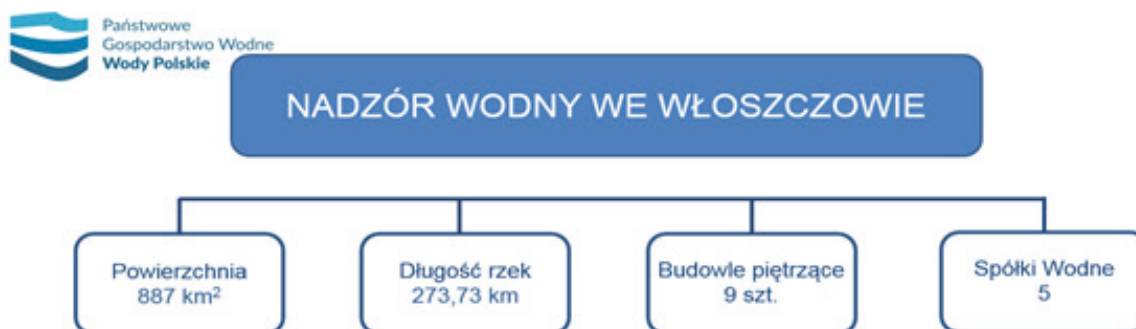 Państwowe
Gospodarstwo Wodne
Wody Polskie
NADZÓR WODNY WE WŁOSZCZOWIE
Powierzchnia
887 km²
Długość rzek
273,73 km
Budowle piętrzące
9 szt.
Spółki Wodne
5